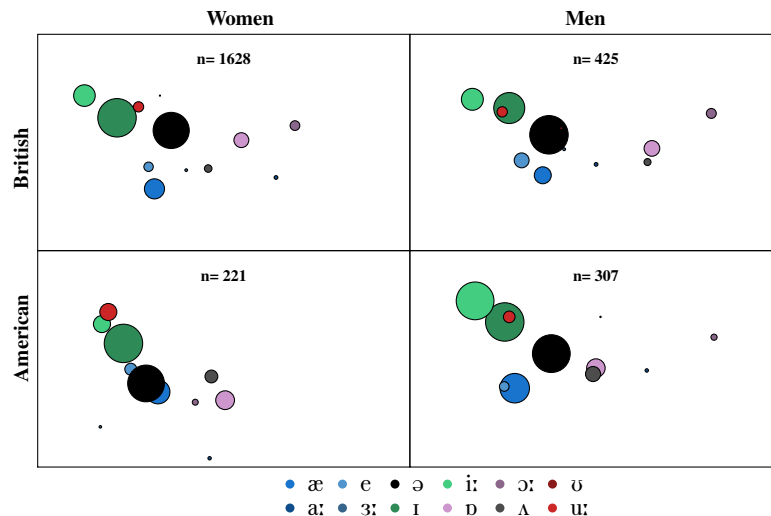 Women Men
n= 1628 n= 425
British
n= 221 n= 307
American
æ e ə iː ɔː ʊ
aː ɜː ɪ ɒ ʌ uː